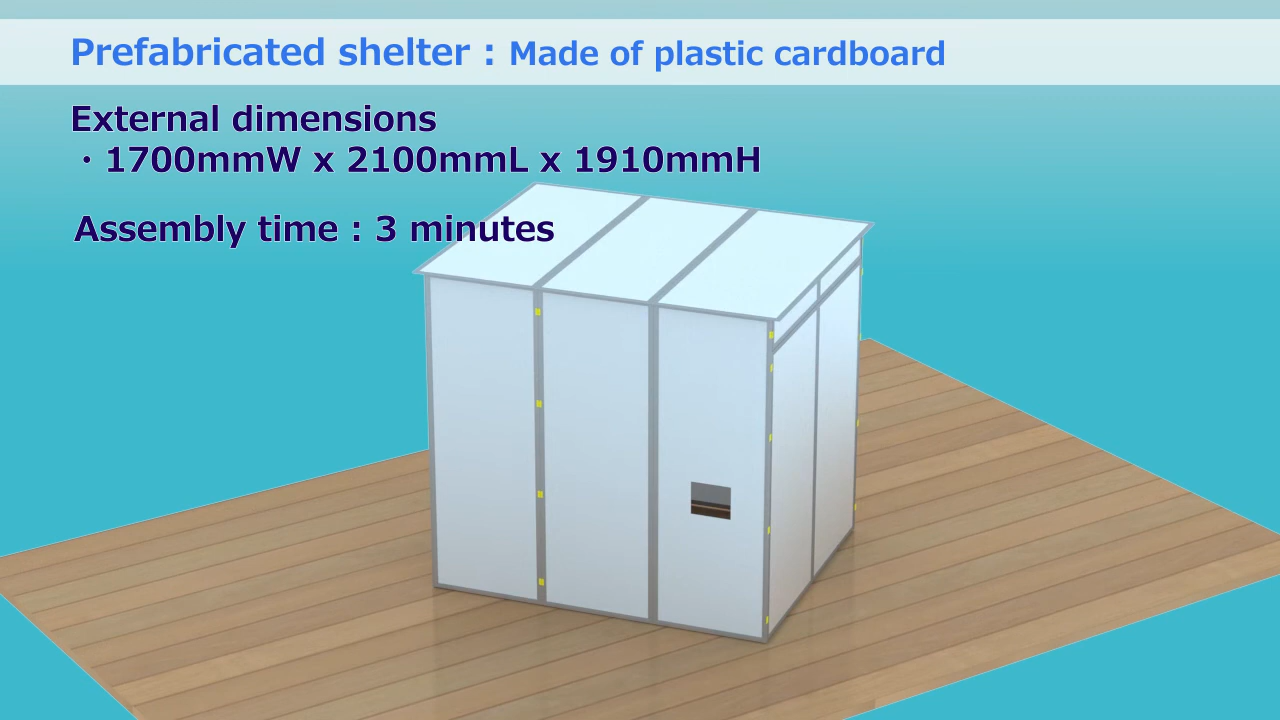 Prefabricated shelter : Made of plastic cardboard
External dimensions
・1700mmW x 2100mmL x 1910mmH
Assembly time : 3 minutes